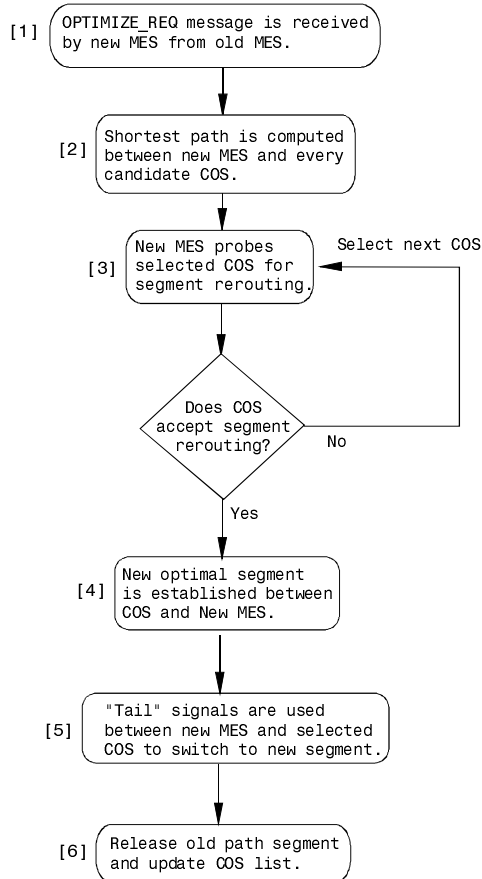 [1]
OPTIMIZE_REQ message is received
by new MES from old MES.
[2]
Shortest path is computed
between new MES and every
candidate COS.
Select next COS
[3]
New MES probes
selected COS for
segment rerouting.
Does COS
accept segment
rerouting?
No
Yes
[4]
New optimal segment
is established between
COS and New MES.
[5]
"Tail" signals are used
between new MES and selected
COS to switch to new segment.
[6]
Release old path segment
and update COS list.